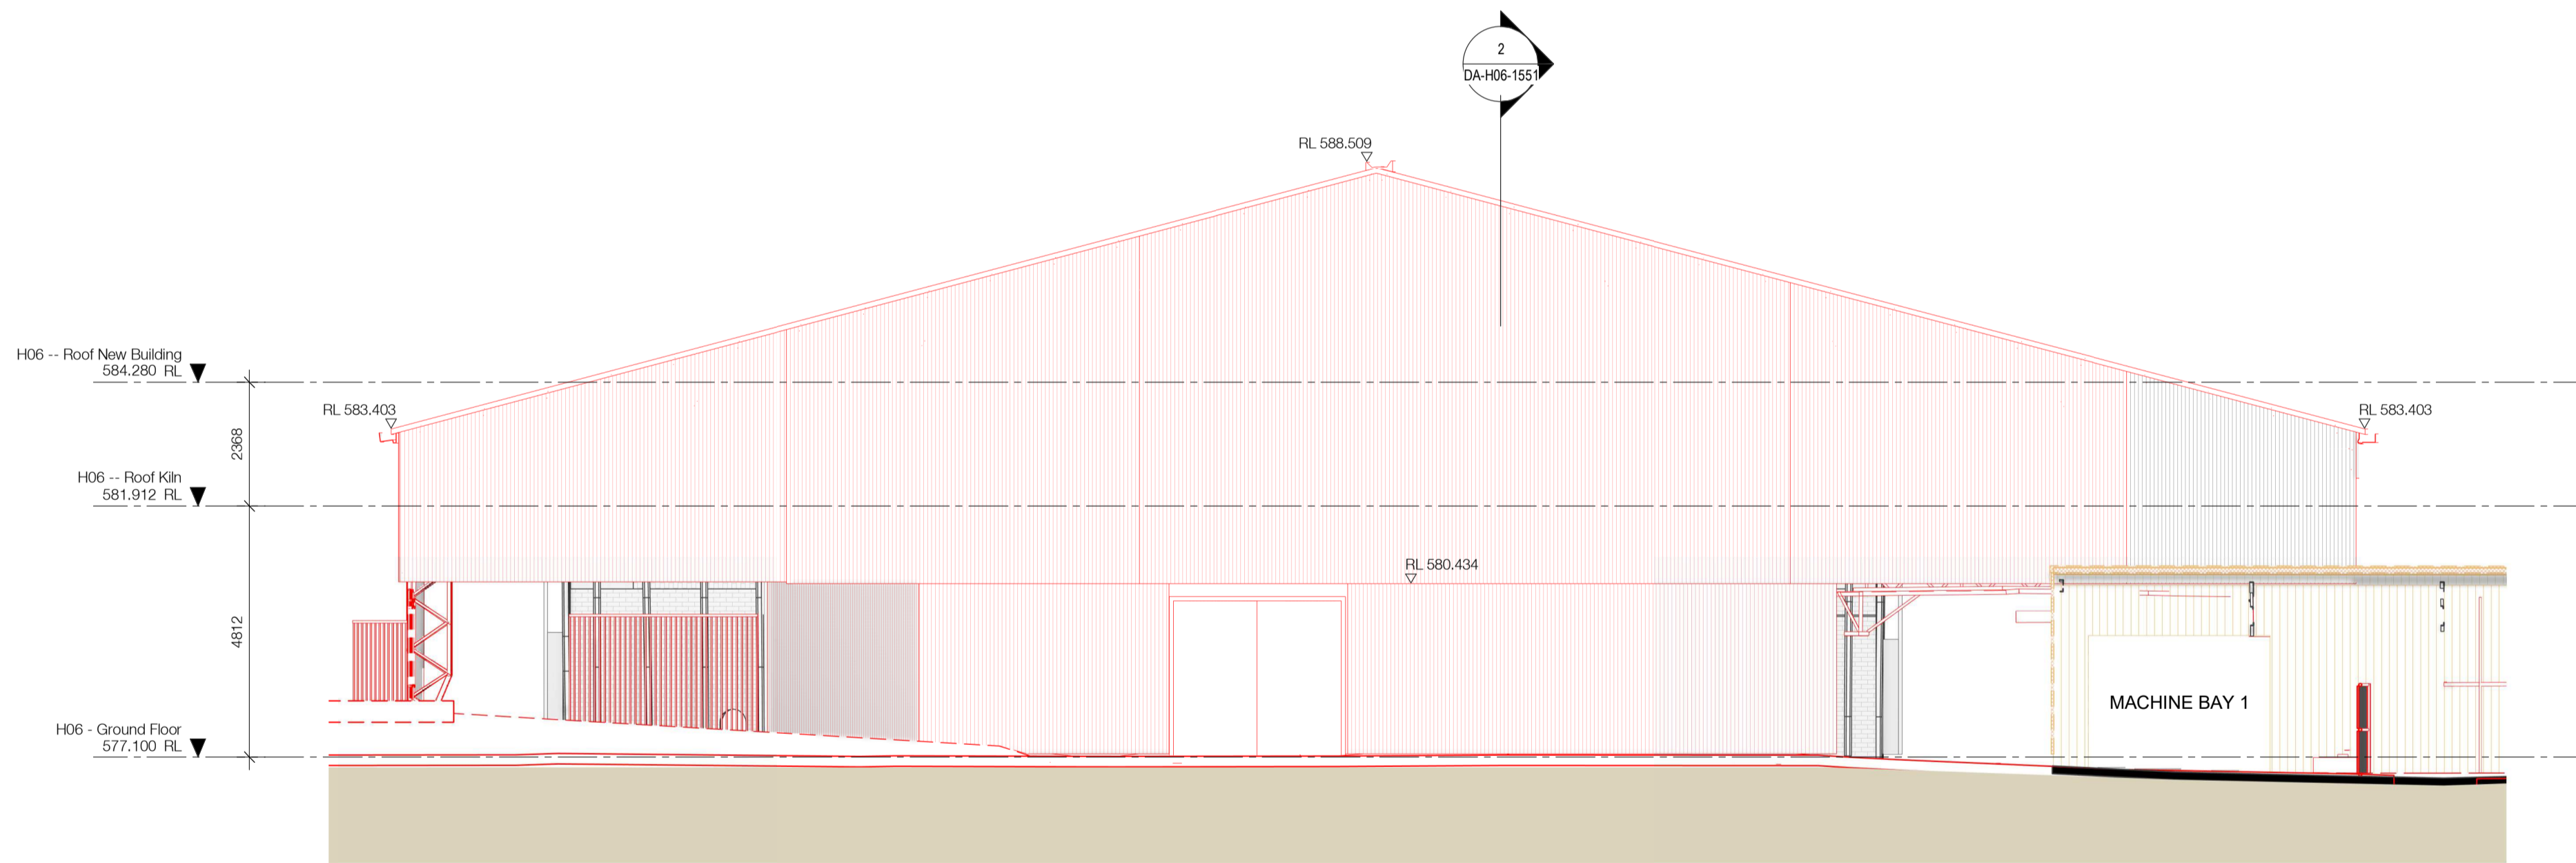 2
DA-H06-1551
RL 588.509
H06 -- Roof New Building
584.280 RL
RL 583.403
RL 583.403
2368
H06 -- Roof Kiln
581.912 RL
RL 580.434
4812
MACHINE BAY 1
H06 - Ground Floor
577.100 RL